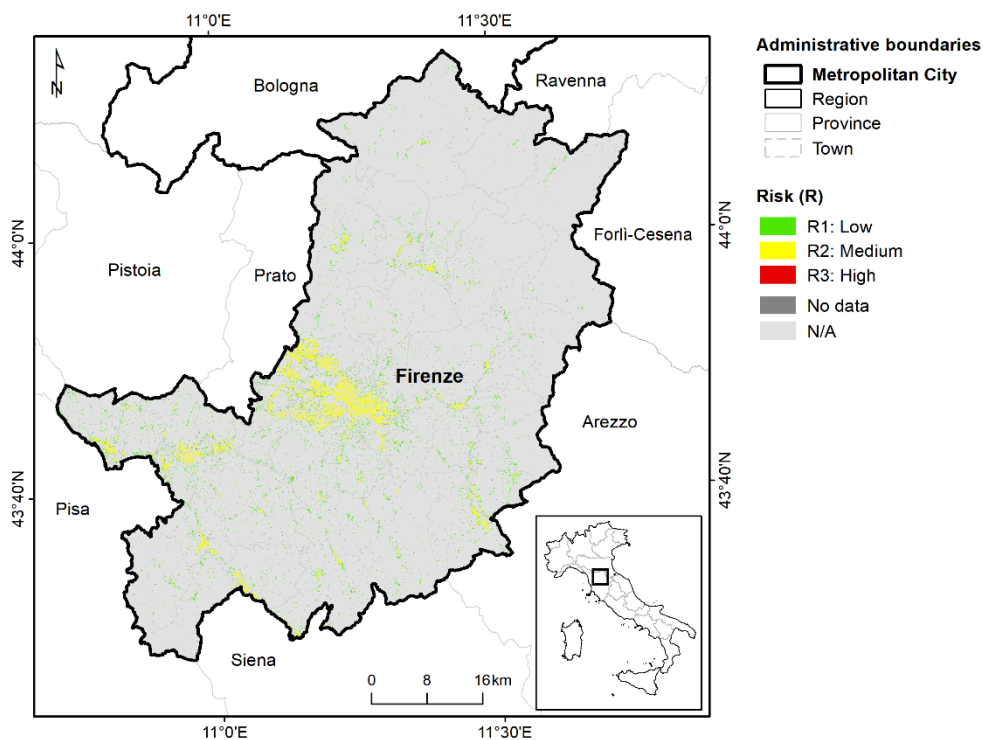 11°0'E
11°30'E
N
Bologna
Ravenna
44°0'N
44°0'N
Forlì-Cesena
Pistoia
Prato
Firenze
Arezzo
43°40'N
43°40'N
Pisa
Siena
0 8 16 km
11°0'E
11°30'E
Administrative boundaries
Metropolitan City
Region
Province
Town
Risk (R)
R1: Low
R2: Medium
R3: High
No data
N/A